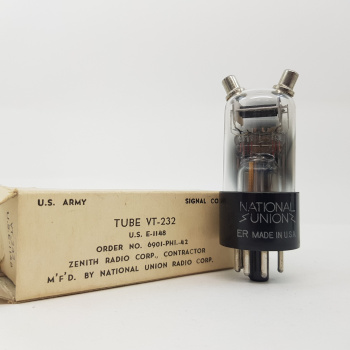 U.S. ARMY SIGNAL CO
TUBE VT-232
U.S. E-1148
ORDER NO. 6901-PHL-42
ZENITH RADIO CORP., CONTRACTOR
M'F'D. BY NATIONAL UNION RADIO CORP.
NATIONAL
UNION
ER MADE IN U.S.A